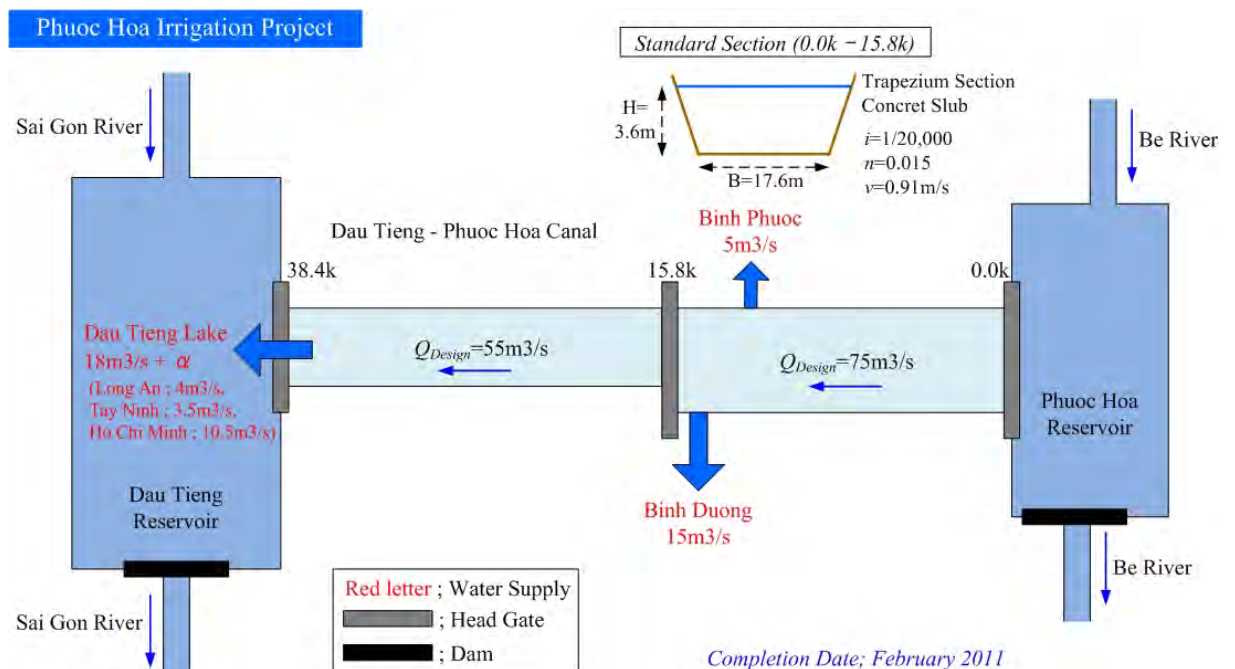 Phuoc Hoa Irrigation Project
Standard Section (0.0k －15.8k)
Trapezium Section
Concret Slub
H=
3.6m
i=1/20,000
n=0.015
v=0.91m/s
B=17.6m
Sai Gon River
Be River
Dau Tieng - Phuoc Hoa Canal
Binh Phuoc
5m3/s
38.4k
15.8k
0.0k
Dau Tieng Lake
18m3/s + α
(Long An ; 4m3/s,
Tay Ninh ; 3.5m3/s,
Ho Chi Minh ; 10.5m3/s)
QDesign=55m3/s
QDesign=75m3/s
Phuoc Hoa
Reservoir
Dau Tieng
Reservoir
Binh Duong
15m3/s
Be River
Sai Gon River
Red letter ; Water Supply
; Head Gate
; Dam
Completion Date; February 2011